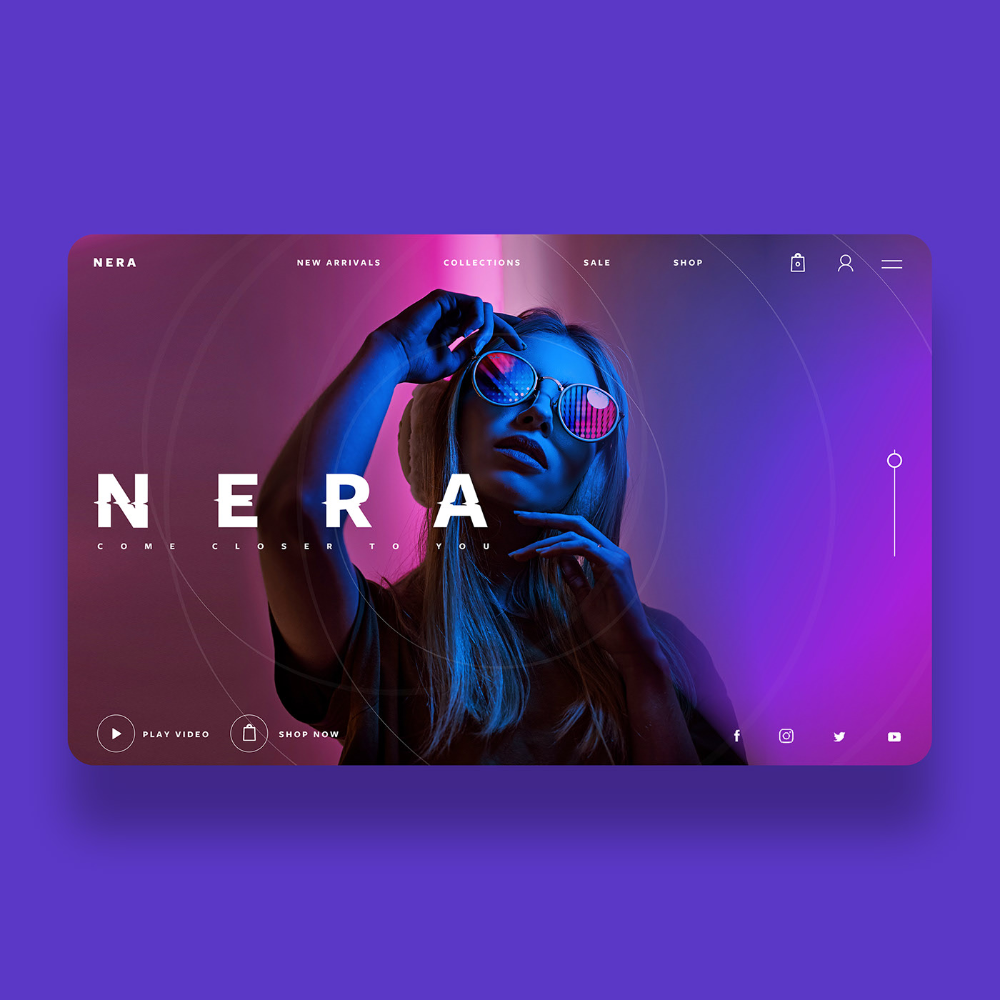 NERA NEW ARRIVALS COLLECTIONS SALE SHOP 0
NERA
COME CLOSER TO YOU
PLAY VIDEO SHOP NOW